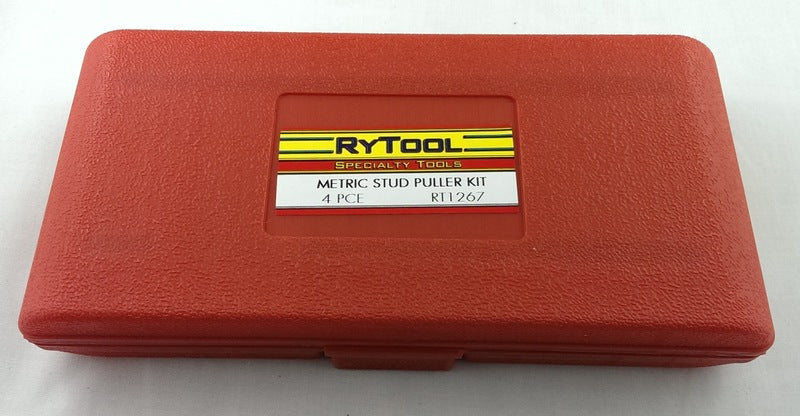 RYTOOL
SPECIALTY TOOLS
METRIC STUD PULLER KIT
4 PCE RT1267